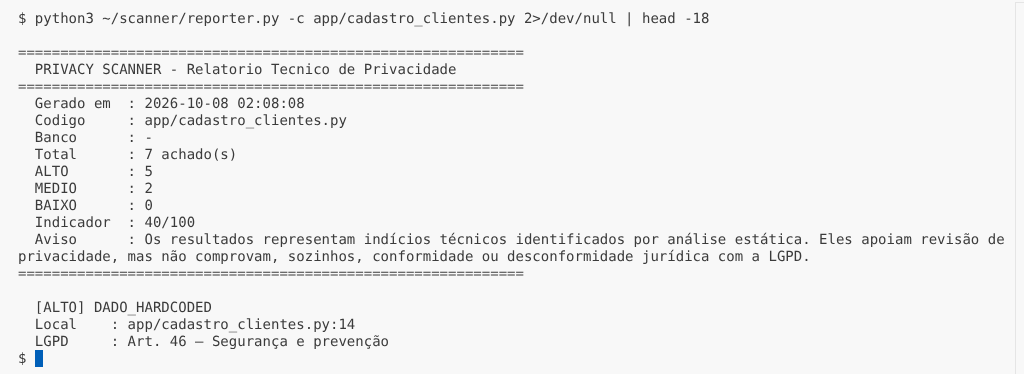 $ python3 ~/scanner/reporter.py -c app/cadastro_clientes.py 2>/dev/null | head -18

============================================================
  PRIVACY SCANNER - Relatorio Tecnico de Privacidade
============================================================
  Gerado em  : 2026-10-08 02:08:08
  Codigo     : app/cadastro_clientes.py
  Banco      : -
  Total      : 7 achado(s)
  ALTO       : 5
  MEDIO      : 2
  BAIXO      : 0
  Indicador  : 40/100
  Aviso      : Os resultados representam indícios técnicos identificados por análise estática. Eles apoiam revisão de
privacidade, mas não comprovam, sozinhos, conformidade ou desconformidade jurídica com a LGPD.
============================================================

  [ALTO] DADO_HARDCODED
  Local    : app/cadastro_clientes.py:14
  LGPD     : Art. 46 — Segurança e prevenção
$